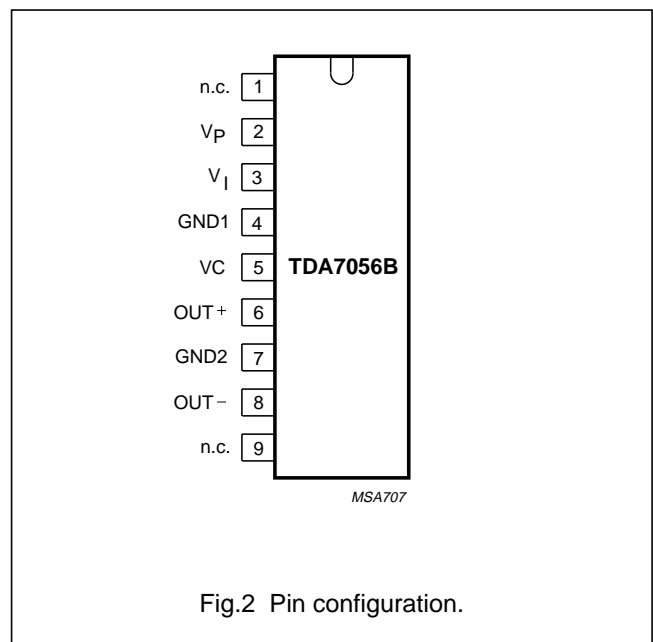 n.c. 1
VP 2
VI 3
GND1 4
VC 5
TDA7056B
OUT+ 6
GND2 7
OUT− 8
n.c. 9
MSA707
Fig.2 Pin configuration.